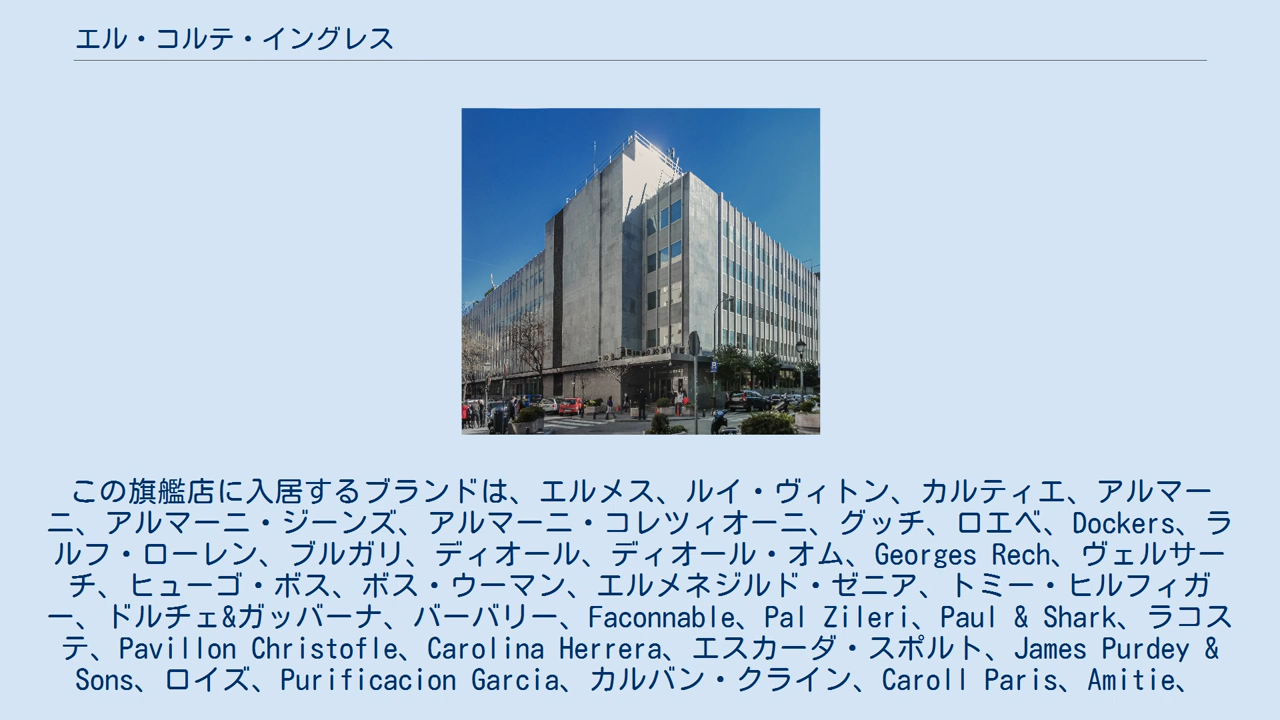 エル・コルテ・イングレス
この旗艦店に入居するブランドは、エルメス、ルイ・ヴィトン、カルティエ、アルマー
ニ、アルマーニ・ジーンズ、アルマーニ・コレツィオーニ、グッチ、ロエベ、Dockers、ラ
ルフ・ローレン、ブルガリ、ディオール、ディオール・オム、Georges Rech、ヴェルサー
チ、ヒューゴ・ボス、ボス・ウーマン、エルメネジルド・ゼニア、トミー・ヒルフィガ
ー、ドルチェ&ガッバーナ、バーバリー、Faconnable、Pal Zileri、Paul & Shark、ラコス
テ、Pavillon Christofle、Carolina Herrera、エスカーダ・スポルト、James Purdey &
Sons、ロイズ、Purificacion Garcia、カルバン・クライン、Caroll Paris、Amitie、